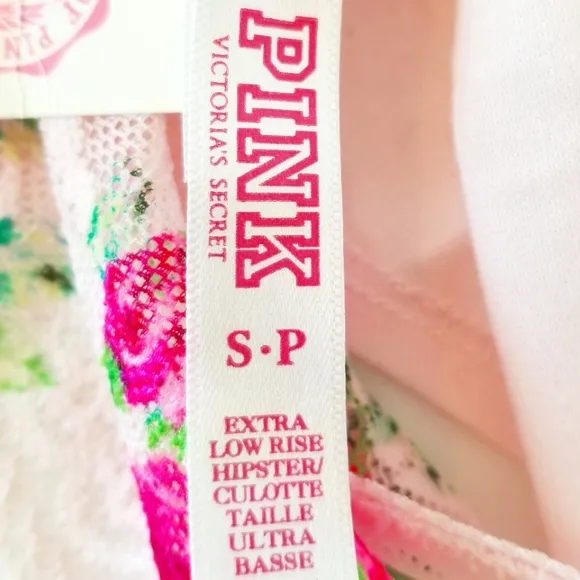 PINK
VICTORIA'S SECRET
S·P
EXTRA
LOW RISE
HIPSTER/
CULOTTE
TAILLE
ULTRA
BASSE